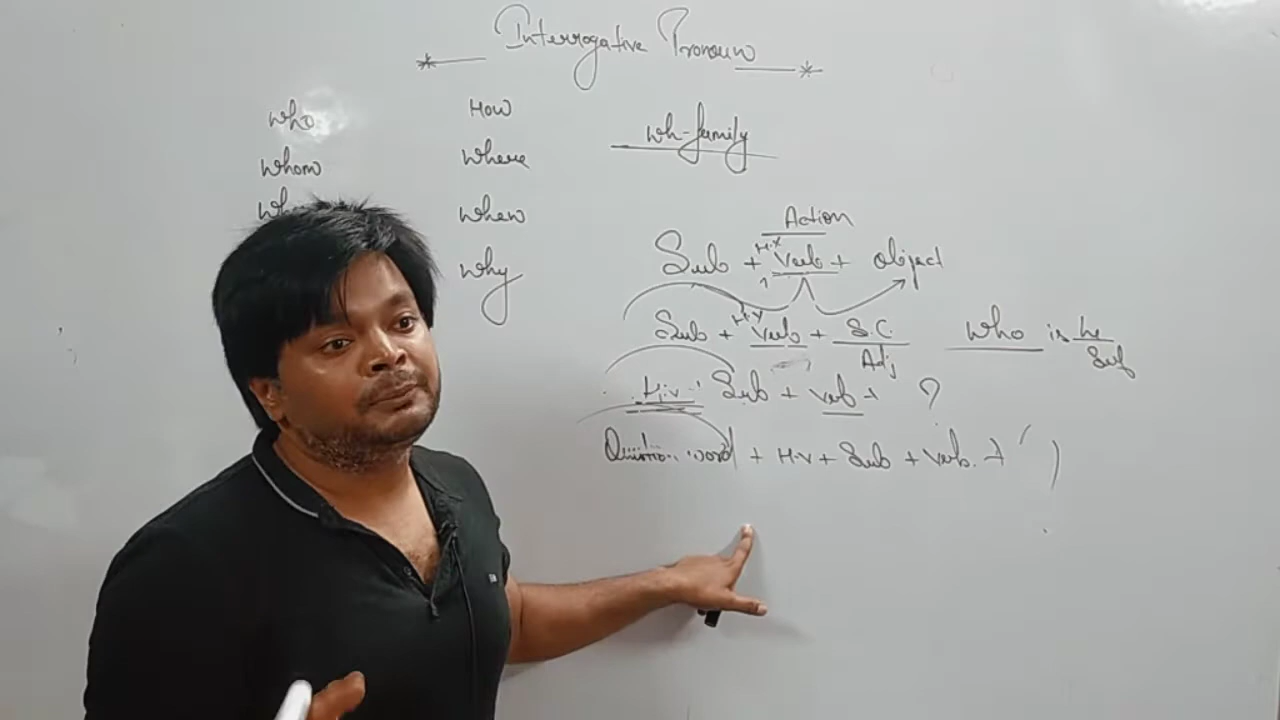 Interrogative Pronoun
Who
Whom
How
Where
When
Why
Wh-family
Action
Sub + H.V Verb + Object
Sub + H.V Verb + S.C.
Adj
Who is he
Sub
H.V Sub + Verb + ?
Question word + H.V + Sub + Verb. +